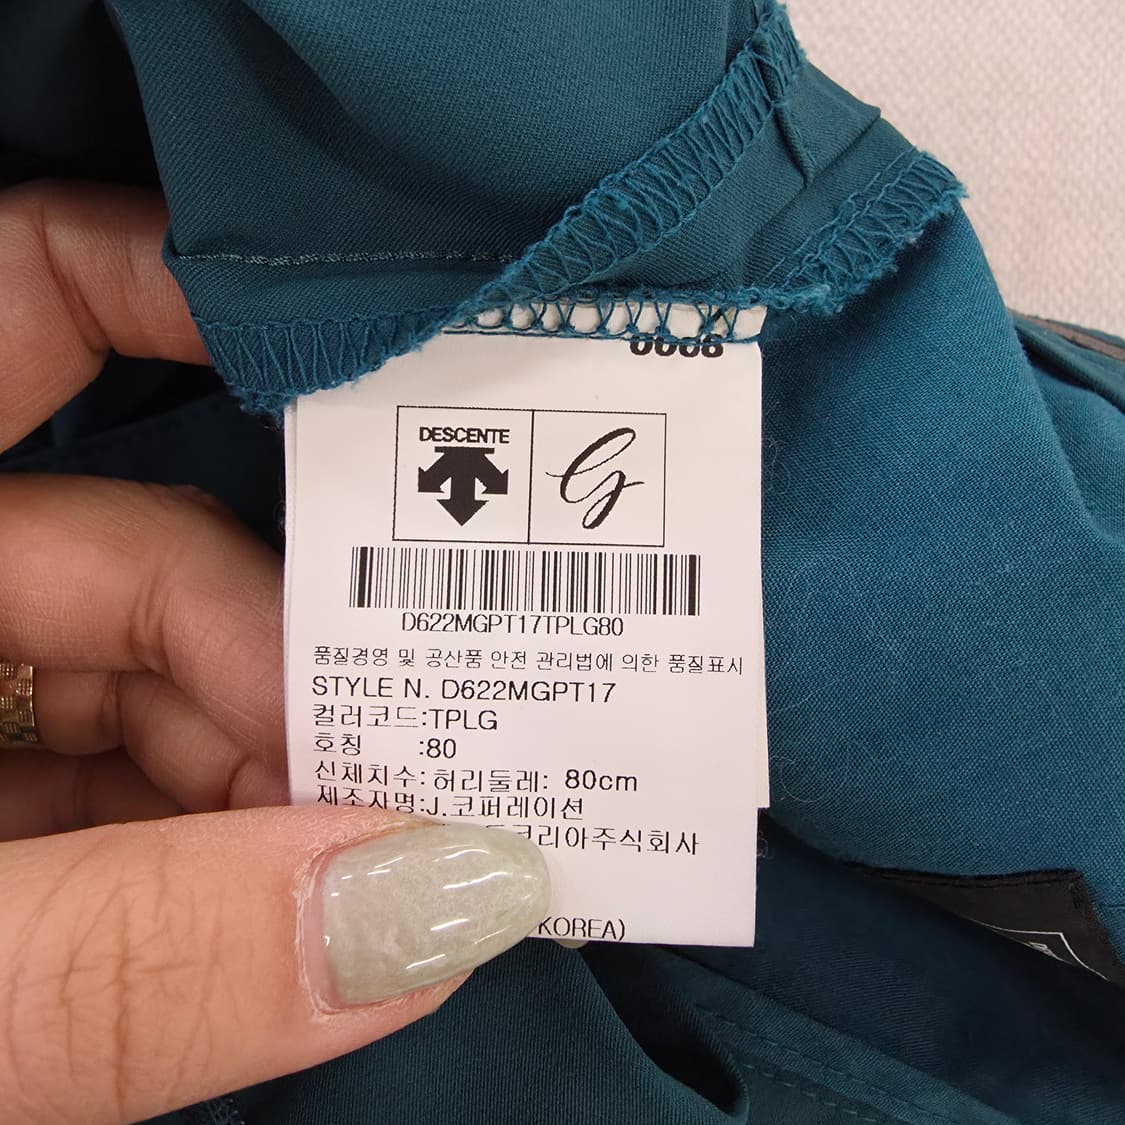 0008
DESCENTE
G
D622MGPT17TPLG80
품질경영 및 공산품 안전 관리법에 의한 품질표시
STYLE N. D622MGPT17
컬러코드:TPLG
호칭 :80
신체치수: 허리둘레: 80cm
제조자명:J.코퍼레이션
코리아주식회사
KOREA)